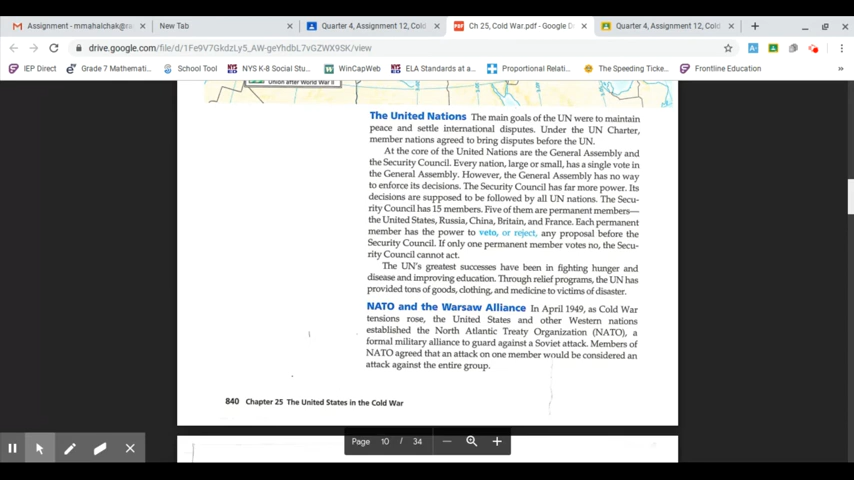 Assignment - mmahalchak@ra
New Tab
Quarter 4, Assignment 12, Cold
Ch 25, Cold War.pdf - Google D
Quarter 4, Assignment 12, Cold
drive.google.com/file/d/1Fe9V7GkdzLy5_AW-geYhdbL7vGZWX9SK/view
IEP Direct
Grade 7 Mathemati...
School Tool
NYS K-8 Social Stu...
WinCapWeb
ELA Standards at a...
Proportional Relati...
The Speeding Ticke...
Frontline Education
Union after World War II
The United Nations The main goals of the UN were to maintain
peace and settle international disputes. Under the UN Charter,
member nations agreed to bring disputes before the UN.
At the core of the United Nations are the General Assembly and
the Security Council. Every nation, large or small, has a single vote in
the General Assembly. However, the General Assembly has no way
to enforce its decisions. The Security Council has far more power. Its
decisions are supposed to be followed by all UN nations. The Secu-
rity Council has 15 members. Five of them are permanent members—
the United States, Russia, China, Britain, and France. Each permanent
member has the power to veto, or reject, any proposal before the
Security Council. If only one permanent member votes no, the Secu-
rity Council cannot act.
The UN's greatest successes have been in fighting hunger and
disease and improving education. Through relief programs, the UN has
provided tons of goods, clothing, and medicine to victims of disaster.
NATO and the Warsaw Alliance In April 1949, as Cold War
tensions rose, the United States and other Western nations
established the North Atlantic Treaty Organization (NATO), a
formal military alliance to guard against a Soviet attack. Members of
NATO agreed that an attack on one member would be considered an
attack against the entire group.
840 Chapter 25 The United States in the Cold War
Page 10 / 34